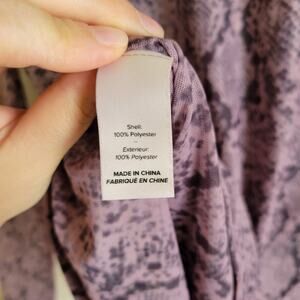 Shell:
100% Polyester
Exterieur:
100% Polyester
MADE IN CHINA
FABRIQUÉ EN CHINE